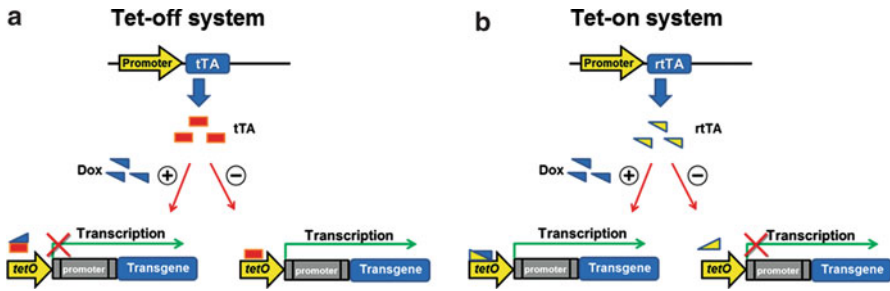 a Tet-off system
Promoter tTA
tTA
Dox + −
Transcription
tetO promoter Transgene
Transcription
tetO promoter Transgene
b Tet-on system
Promoter rtTA
rtTA
Dox + −
Transcription
tetO promoter Transgene
Transcription
tetO promoter Transgene